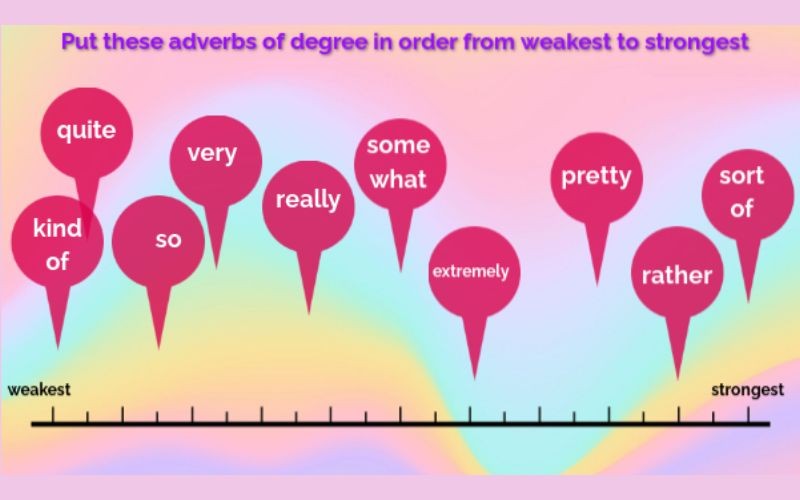 Put these adverbs of degree in order from weakest to strongest
quite
kind
of
so
very
really
some
what
extremely
pretty
rather
sort
of
weakest
strongest